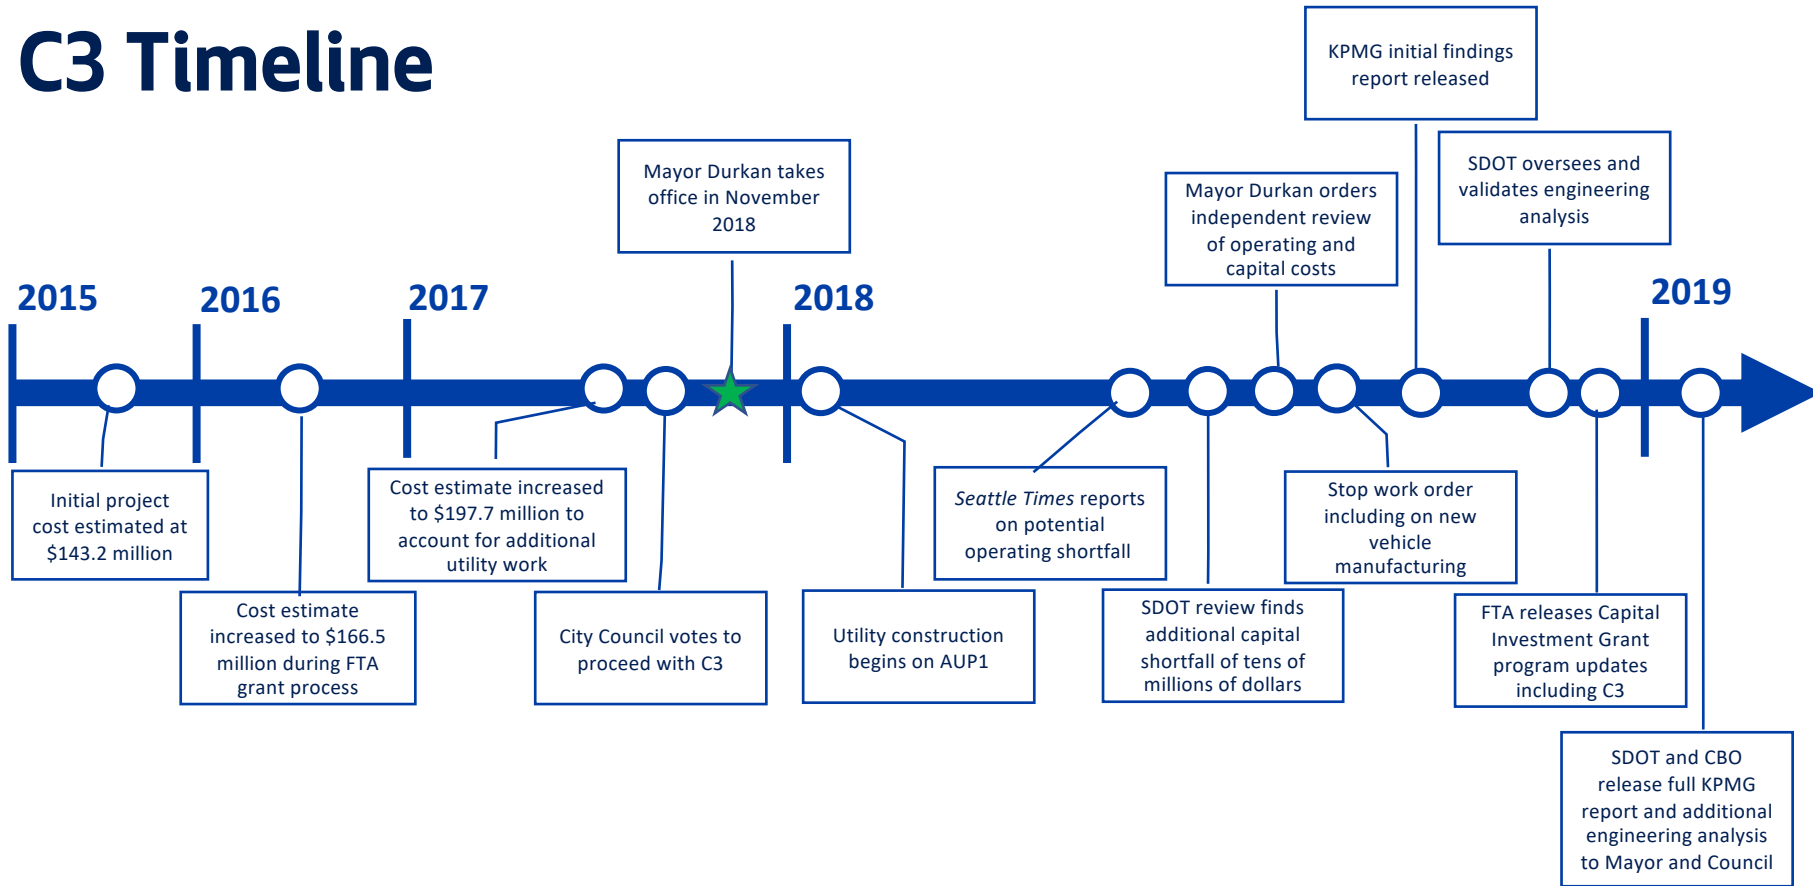 C3 Timeline
KPMG initial findings
report released
Mayor Durkan takes
office in November
2018
Mayor Durkan orders
independent review
of operating and
capital costs
SDOT oversees and
validates engineering
analysis
2015
2016
2017
2018
2019
Initial project
cost estimated at
$143.2 million
Cost estimate
increased to $166.5
million during FTA
grant process
Cost estimate increased
to $197.7 million to
account for additional
utility work
City Council votes to
proceed with C3
Utility construction
begins on AUP1
Seattle Times reports
on potential
operating shortfall
SDOT review finds
additional capital
shortfall of tens of
millions of dollars
Stop work order
including on new
vehicle
manufacturing
FTA releases Capital
Investment Grant
program updates
including C3
SDOT and CBO
release full KPMG
report and additional
engineering analysis
to Mayor and Council